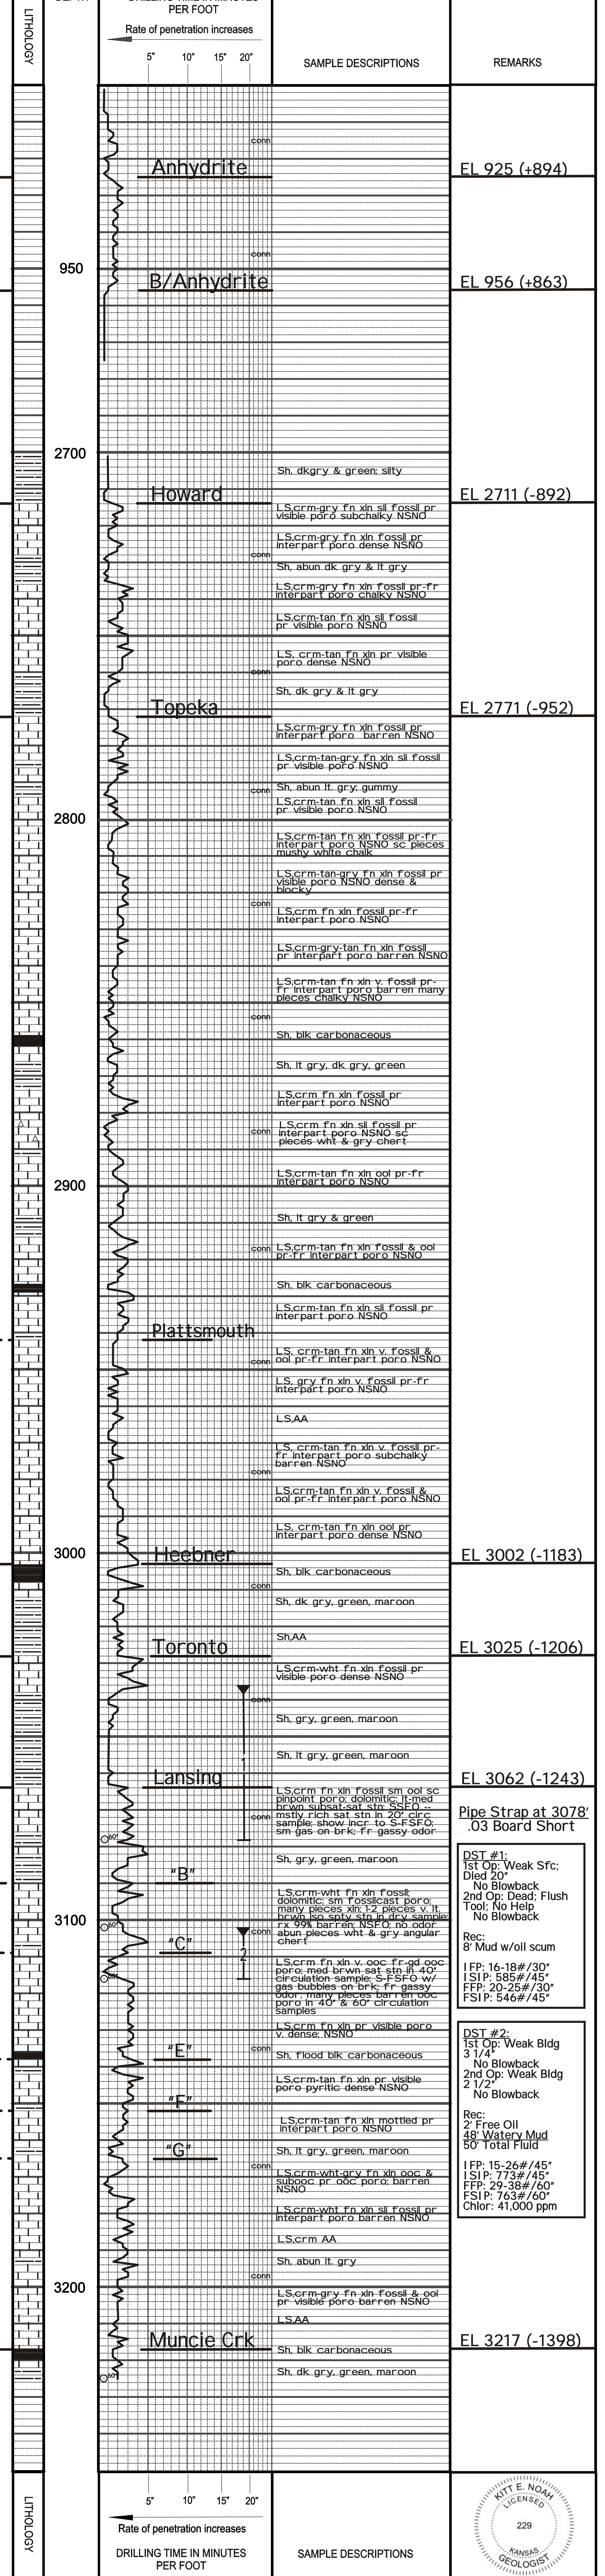 DRILLING TIME IN MINUTES
PER FOOT
Rate of penetration increases
LITHOLOGY
DEPTH
5" 10" 15" 20"
SAMPLE DESCRIPTIONS
REMARKS
conn
Anhydrite
EL 925 (+894)
conn
950
B/Anhydrite
EL 956 (+863)
2700
Sh, dkgry & green; silty
Howard
EL 2711 (-892)
LS,crm-gry fn xln sli fossil pr
visible poro subchalky NSNO
LS,crm-gry fn xln fossil pr
interpart poro dense NSNO
conn
Sh, abun dk gry & lt gry
LS,crm-gry fn xln fossil pr-fr
interpart poro chalky NSNO
LS,crm-tan fn xln sli fossil
pr visible poro NSNO
LS, crm-tan fn xln pr visible
poro dense NSNO
conn
Sh, dk gry & lt gry
Topeka
EL 2771 (-952)
LS,crm-gry fn xln fossil pr
interpart poro barren NSNO
LS,crm-tan-gry fn xln sli fossil
pr visible poro NSNO
conn
Sh, abun lt. gry; gummy
LS,crm-tan fn xln sli fossil
pr visible poro NSNO
2800
LS,crm-tan fn xln fossil pr-fr
interpart poro NSNO sc pieces
mushy white chalk
LS,crm-tan-gry fn xln fossil pr
visible poro NSNO dense &
blocky
conn
LS,crm fn xln fossil pr-fr
interpart poro NSNO
LS,crm-gry-tan fn xln fossil
pr interpart poro barren NSNO
LS,crm-tan fn xln v. fossil pr-
fr interpart poro barren many
pieces chalky NSNO
conn
Sh, blk carbonaceous
Sh, lt gry, dk gry, green
LS,crm fn xln fossil pr
interpart poro NSNO
conn
LS,crm fn xln sli fossil pr
interpart poro NSNO sc
pieces wht & gry chert
LS,crm-tan fn xln ool pr-fr
interpart poro NSNO
2900
Sh, lt gry & green
conn
LS,crm-tan fn xln fossil & ool
pr-fr interpart poro NSNO
Sh, blk carbonaceous
LS,crm-tan fn xln sli fossil pr
interpart poro NSNO
Plattsmouth
LS, crm-tan fn xln v. fossil &
ool pr-fr interpart poro NSNO
conn
LS, gry fn xln v. fossil pr-fr
interpart poro NSNO
LS,AA
LS, crm-tan fn xln v. fossil pr-
fr interpart poro subchalky
barren NSNO
conn
LS,crm-tan fn xln v. fossil &
ool pr-fr interpart poro NSNO
LS, crm-tan fn xln ool pr
interpart poro dense NSNO
3000
Heebner
EL 3002 (-1183)
Sh, blk carbonaceous
conn
Sh, dk gry, green, maroon
Sh,AA
Toronto
EL 3025 (-1206)
LS,crm-wht fn xln fossil pr
visible poro dense NSNO
conn
Sh, gry, green, maroon
Sh, lt gry, green, maroon
1
Lansing
EL 3062 (-1243)
LS,crm fn xln fossil sm ool sc
pinpoint poro; dolomitic; lt-med
brwn subsat-sat stn; SSFO --
mstly rich sat stn in 20" circ
sample; show incr to S-FSFO;
sm gas on brk; fr gassy odor
conn
60"
Pipe Strap at 3078'
.03 Board Short
Sh, gry, green, maroon
"B"
LS,crm-wht fn xln fossil;
dolomitic; sm fossilcast poro;
many pieces xln; 1-2 pieces v. lt.
brwn iso spty stn in dry sample;
rx 99% barren; NSFO; no odor
abun pieces wht & gry angular
chert
3100
60"
conn
"C"
2
LS,crm fn xln v. ooc fr-gd ooc
poro; med brwn sat stn in 40"
circulation sample; S-FSFO w/
gas bubbles on brk; fr gassy
odor, many pieces barren ooc
poro in 40" & 60" circulation
samples
60"
DST #1:
1st Op: Weak Sfc;
Died 20"
No Blowback
2nd Op: Dead; Flush
Tool; No Help
No Blowback
Rec:
8' Mud w/oil scum
IFP: 16-18#/30"
ISIP: 585#/45"
FFP: 20-25#/30"
FSIP: 546#/45"
LS,crm fn xln pr visible poro
v. dense; NSNO
conn
"E"
Sh, flood blk carbonaceous
LS,crm-tan fn xln pr visible
poro pyritic dense NSNO
"F"
LS,crm-tan fn xln mottled pr
interpart poro NSNO
"G"
Sh, lt gry, green, maroon
conn
LS,crm-wht-gry fn xln ooc &
subooc pr ooc poro; barren
NSNO
DST #2:
1st Op: Weak Bldg
3 1/4"
No Blowback
2nd Op: Weak Bldg
2 1/2"
No Blowback
Rec:
2' Free Oil
48' Watery Mud
50' Total Fluid
IFP: 15-26#/45"
ISIP: 773#/45"
FFP: 29-38#/60"
FSIP: 763#/60"
Chlor: 41,000 ppm
LS,crm-wht fn xln sli fossil pr
interpart poro barren NSNO
LS,crm AA
Sh, abun lt. gry
conn
3200
LS,crm-gry fn xln fossil & ool
pr visible poro barren NSNO
LS,AA
Muncie Crk
EL 3217 (-1398)
Sh, blk carbonaceous
Sh, dk gry, green, maroon
60"
LITHOLOGY
5" 10" 15" 20"
Rate of penetration increases
DRILLING TIME IN MINUTES
PER FOOT
SAMPLE DESCRIPTIONS
KITT E. NOAH
LICENSED
229
KANSAS
GEOLOGIST